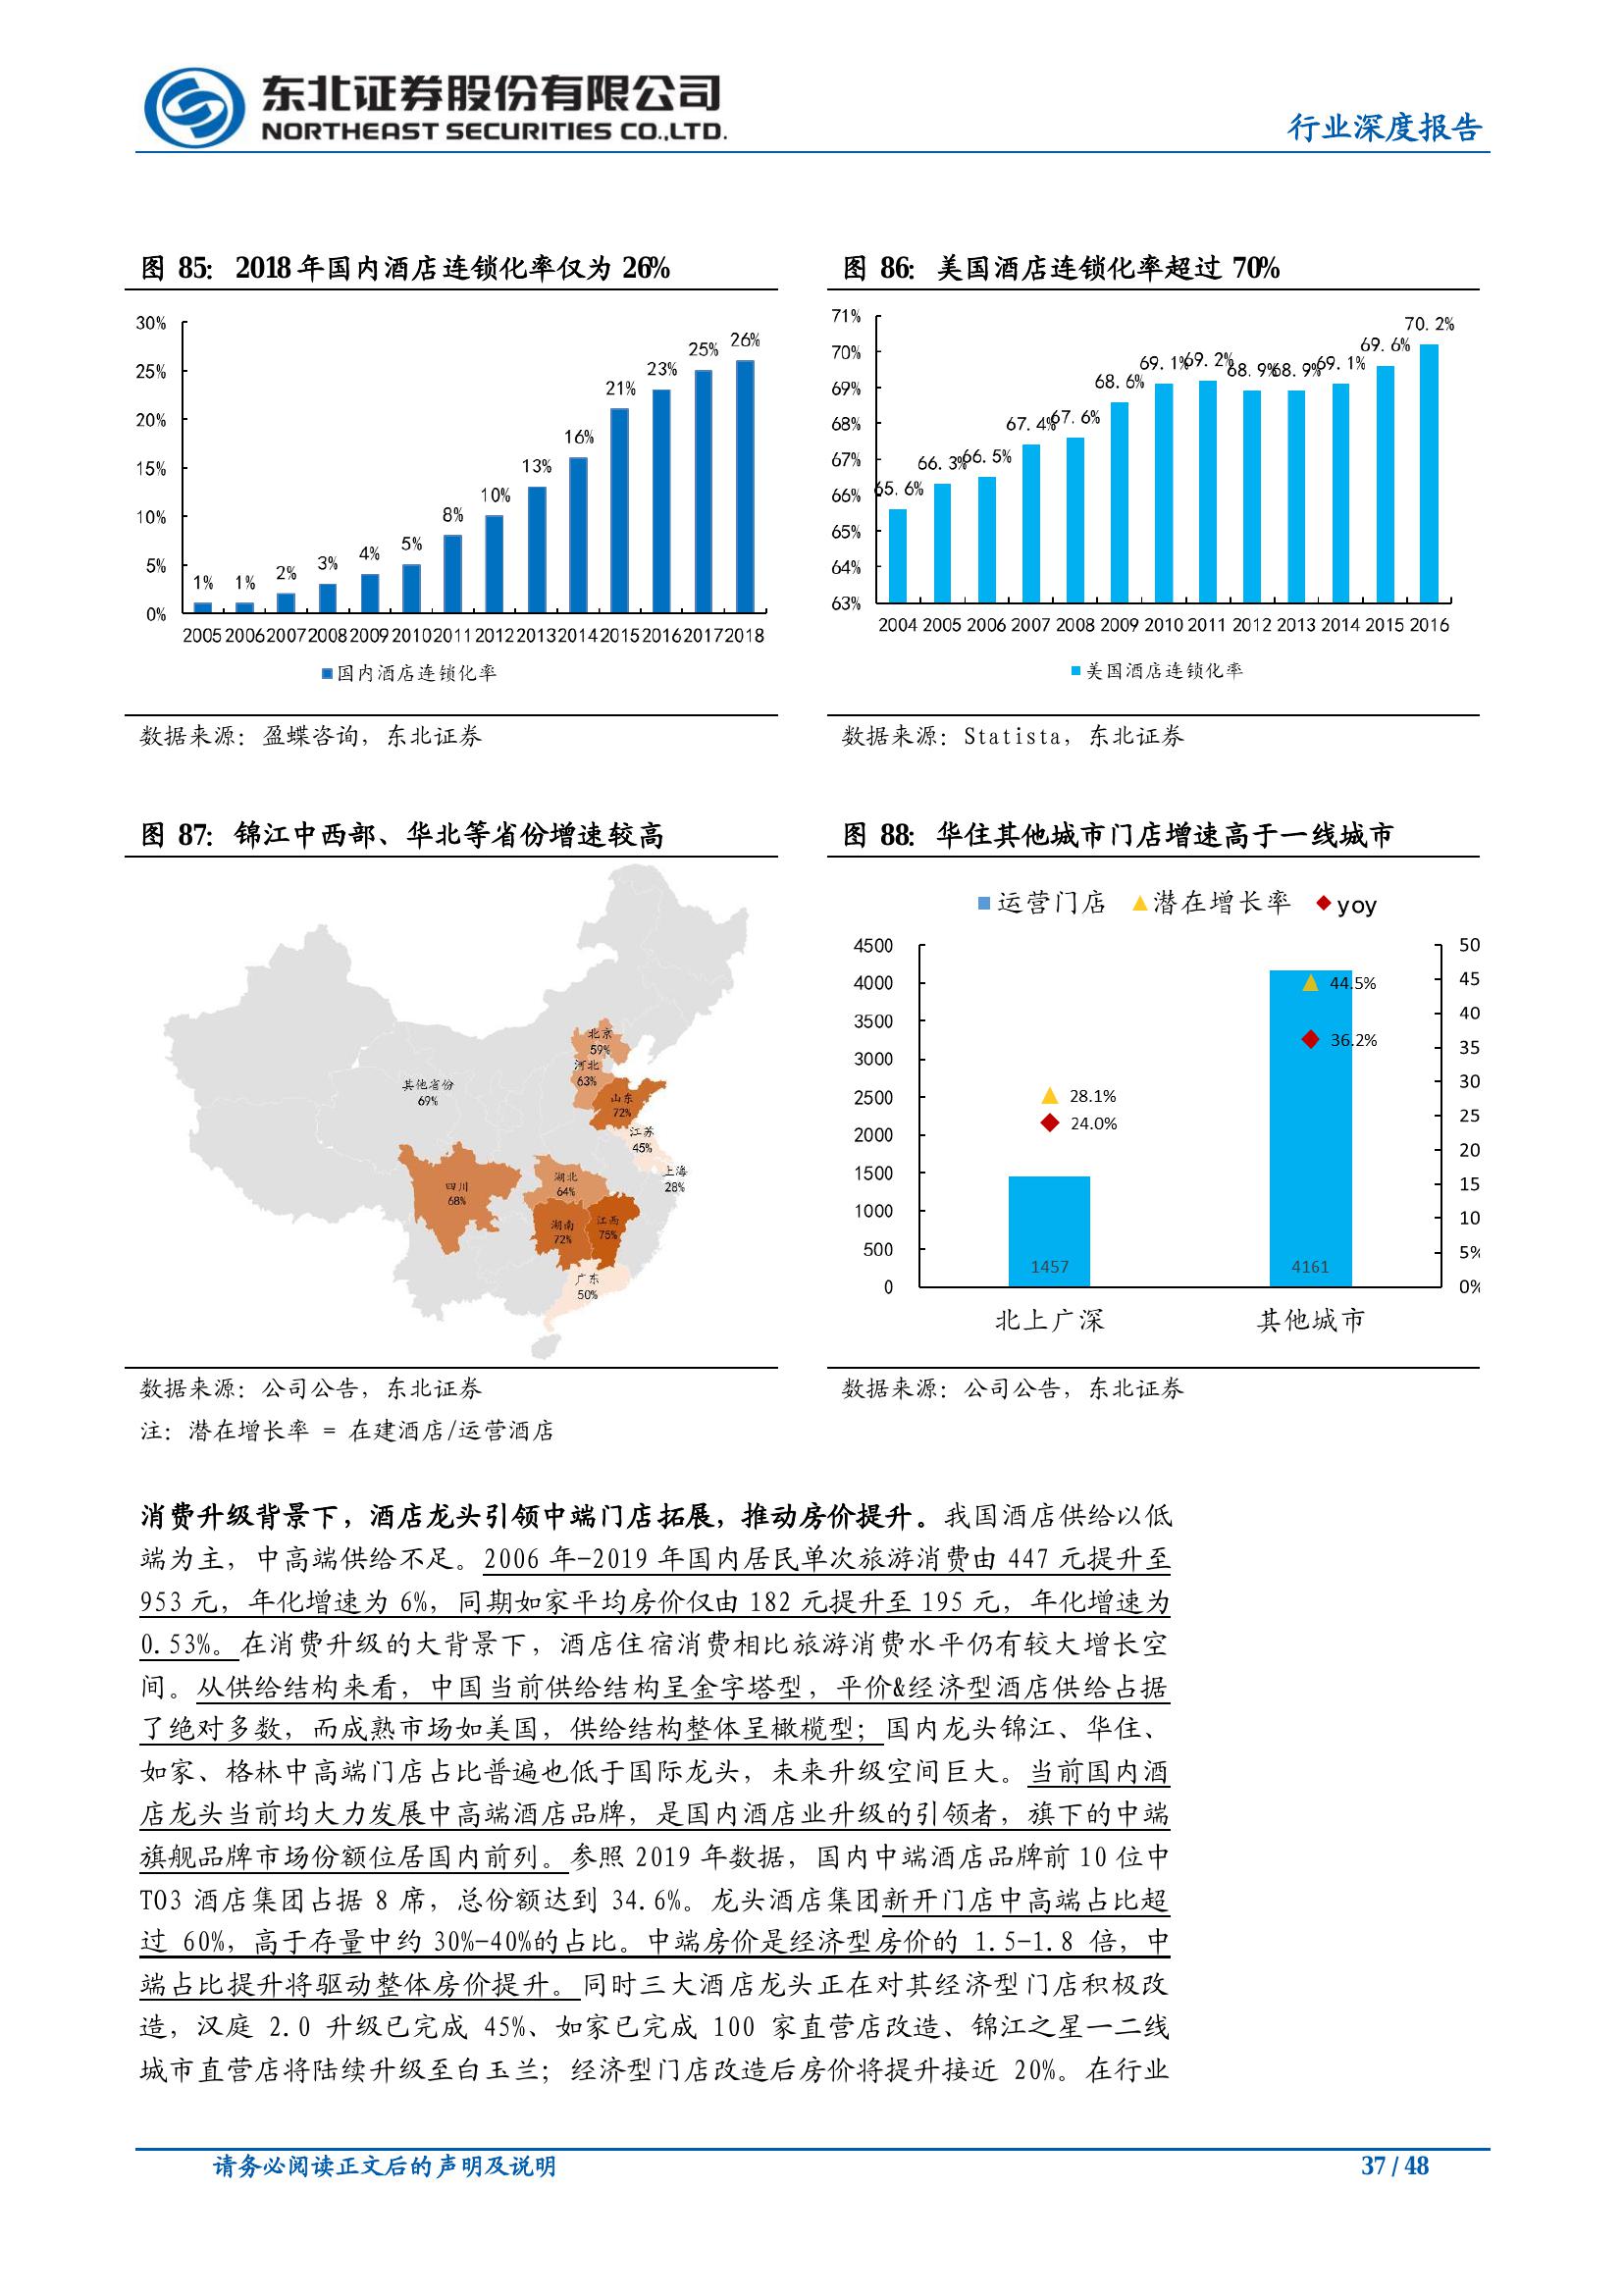 东北证券股份有限公司
NORTHEAST SECURITIES CO.,LTD.
行业深度报告
图 85: 2018 年国内酒店连锁化率仅为 26%
30%
25%
20%
15%
10%
5%
0%
1% 1% 2% 3% 4% 5% 8% 10% 13% 16% 21% 23% 25% 26%
2005 2006 2007 2008 2009 2010 2011 2012 2013 2014 2015 2016 2017 2018
国内酒店连锁化率
数据来源：盈蝶咨询，东北证券
图 86: 美国酒店连锁化率超过 70%
71%
70%
69%
68%
67%
66%
65%
64%
63%
65.6% 66.3% 66.5% 67.4% 67.6% 68.6% 69.1% 69.2% 68.9% 68.9% 69.1% 69.6% 70.2%
2004 2005 2006 2007 2008 2009 2010 2011 2012 2013 2014 2015 2016
美国酒店连锁化率
数据来源：Statista，东北证券
图 87: 锦江中西部、华北等省份增速较高
北京
59%
河北
63%
其他省份
69%
山东
72%
江苏
45%
上海
28%
四川
68%
湖北
64%
湖南
72%
江西
75%
广东
50%
数据来源：公司公告，东北证券
注：潜在增长率 = 在建酒店/运营酒店
图 88: 华住其他城市门店增速高于一线城市
运营门店 潜在增长率 yoy
4500
4000
3500
3000
2500
2000
1500
1000
500
0
50
45
40
35
30
25
20
15
10
5%
0%
44.5%
36.2%
28.1%
24.0%
1457 4161
北上广深 其他城市
数据来源：公司公告，东北证券
消费升级背景下，酒店龙头引领中端门店拓展，推动房价提升。我国酒店供给以低
端为主，中高端供给不足。2006 年-2019 年国内居民单次旅游消费由 447 元提升至
953 元，年化增速为 6%，同期如家平均房价仅由 182 元提升至 195 元，年化增速为
0.53%。在消费升级的大背景下，酒店住宿消费相比旅游消费水平仍有较大增长空
间。从供给结构来看，中国当前供给结构呈金字塔型，平价&经济型酒店供给占据
了绝对多数，而成熟市场如美国，供给结构整体呈橄榄型；国内龙头锦江、华住、
如家、格林中高端门店占比普遍也低于国际龙头，未来升级空间巨大。当前国内酒
店龙头当前均大力发展中高端酒店品牌，是国内酒店业升级的引领者，旗下的中端
旗舰品牌市场份额位居国内前列。参照 2019 年数据，国内中端酒店品牌前 10 位中
TO3 酒店集团占据 8 席，总份额达到 34.6%。龙头酒店集团新开门店中高端占比超
过 60%，高于存量中约 30%-40%的占比。中端房价是经济型房价的 1.5-1.8 倍，中
端占比提升将驱动整体房价提升。同时三大酒店龙头正在对其经济型门店积极改
造，汉庭 2.0 升级已完成 45%、如家已完成 100 家直营店改造、锦江之星一二线
城市直营店将陆续升级至白玉兰；经济型门店改造后房价将提升接近 20%。在行业
请务必阅读正文后的声明及说明
37 / 48